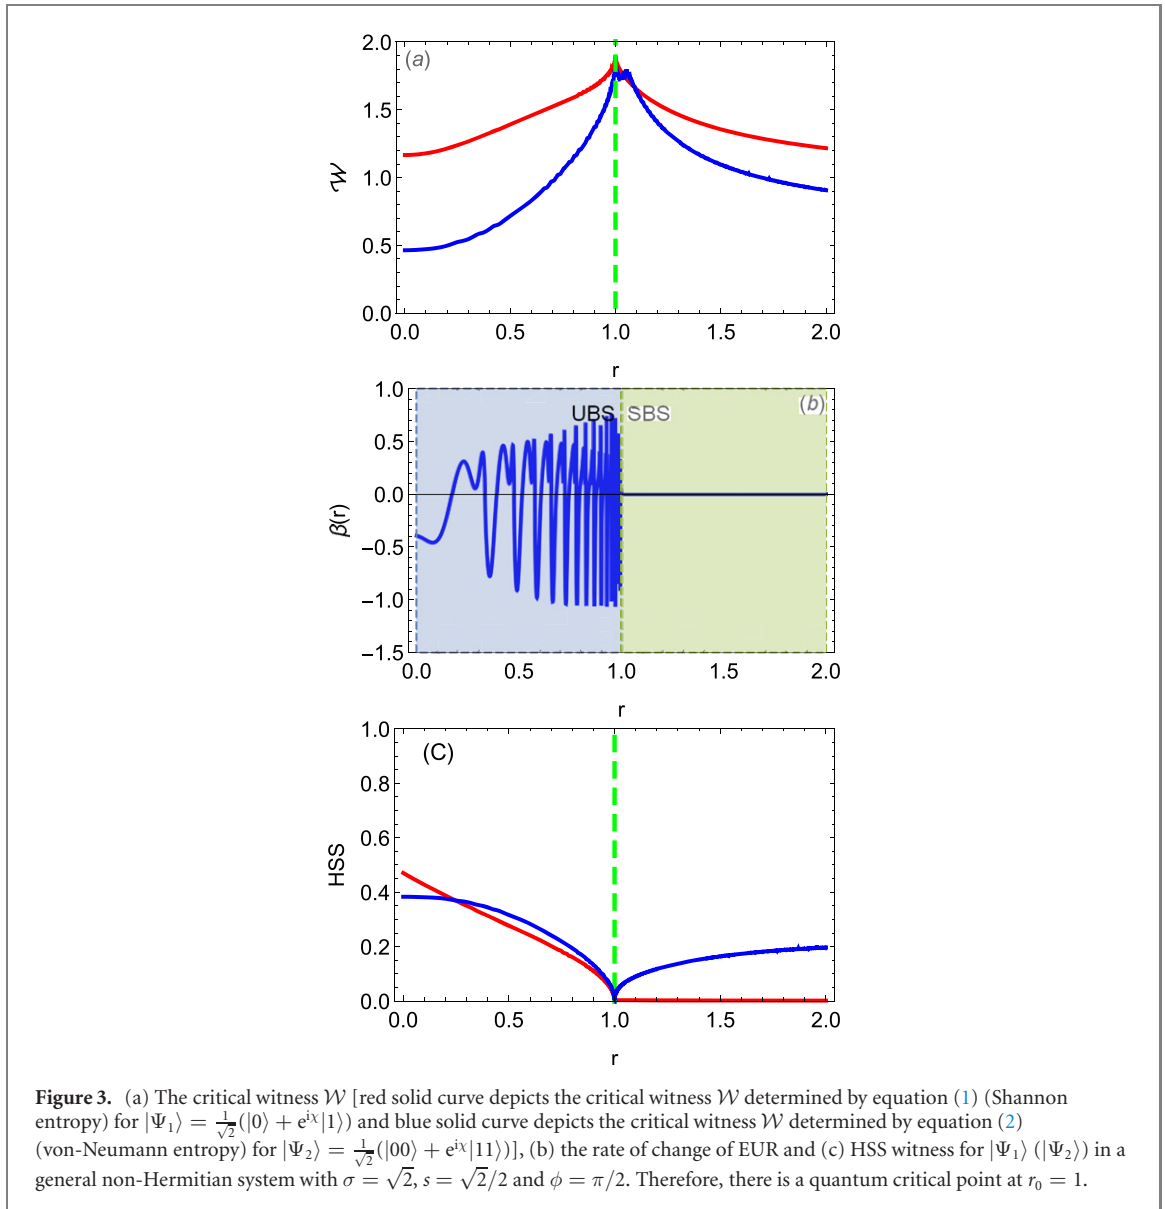 (a)
2.0
1.5
1.0
0.5
0.0
𝒲
0.0 0.5 1.0 1.5 2.0
r
UBS SBS (b)
1.0
0.5
0.0
−0.5
−1.0
−1.5
β(r)
0.0 0.5 1.0 1.5 2.0
r
(C)
1.0
0.8
0.6
0.4
0.2
0.0
HSS
0.0 0.5 1.0 1.5 2.0
r
Figure 3. (a) The critical witness 𝒲 [red solid curve depicts the critical witness 𝒲 determined by equation (1) (Shannon
entropy) for |Ψ₁⟩ = 1/√2(|0⟩ + e^{iχ}|1⟩) and blue solid curve depicts the critical witness 𝒲 determined by equation (2)
(von-Neumann entropy) for |Ψ₂⟩ = 1/√2(|00⟩ + e^{iχ}|11⟩)], (b) the rate of change of EUR and (c) HSS witness for |Ψ₁⟩ (|Ψ₂⟩) in a
general non-Hermitian system with σ = √2, s = √2/2 and ϕ = π/2. Therefore, there is a quantum critical point at r₀ = 1.